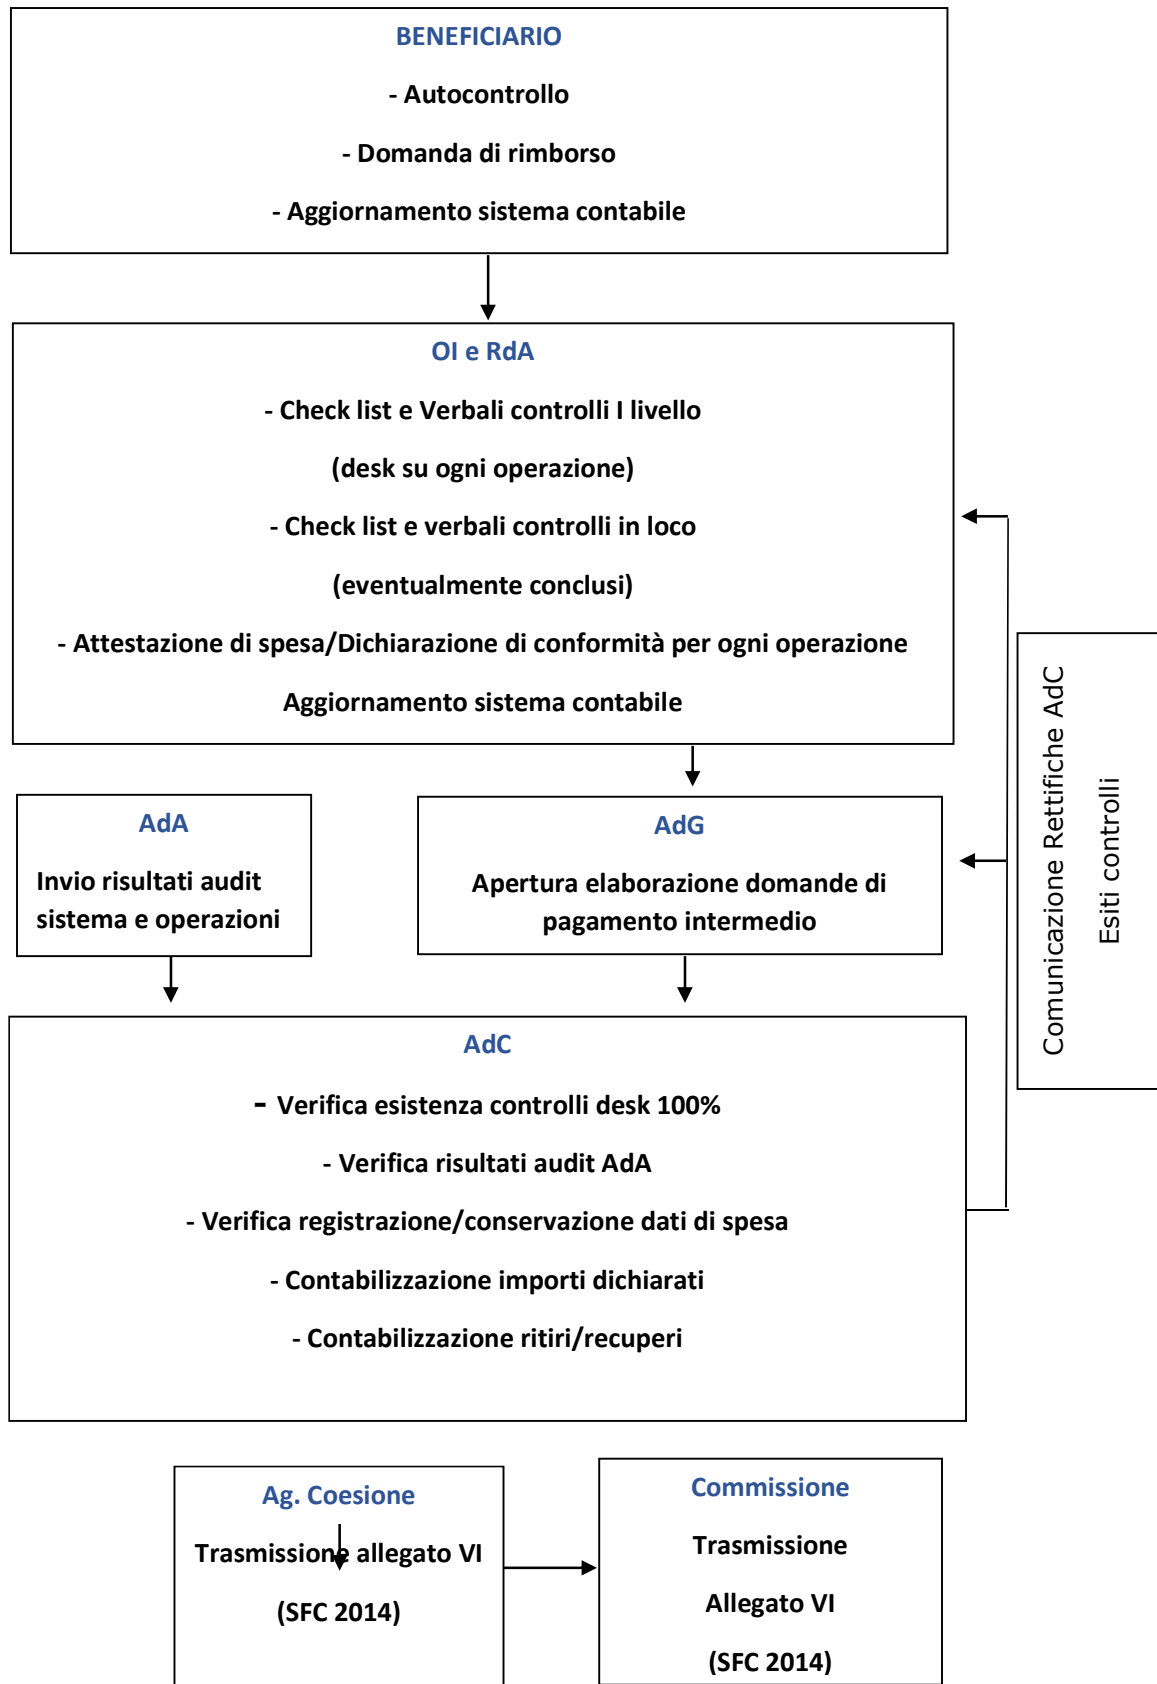 BENEFICIARIO
- Autocontrollo
- Domanda di rimborso
- Aggiornamento sistema contabile
OI e RdA
- Check list e Verbali controlli I livello
(desk su ogni operazione)
- Check list e verbali controlli in loco
(eventualmente conclusi)
- Attestazione di spesa/Dichiarazione di conformità per ogni operazione
Aggiornamento sistema contabile
Comunicazione Rettifiche AdC
Esiti controlli
AdA
Invio risultati audit
sistema e operazioni
AdG
Apertura elaborazione domande di
pagamento intermedio
AdC
- Verifica esistenza controlli desk 100%
- Verifica risultati audit AdA
- Verifica registrazione/conservazione dati di spesa
- Contabilizzazione importi dichiarati
- Contabilizzazione ritiri/recuperi
Ag. Coesione
Trasmissione allegato VI
(SFC 2014)
Commissione
Trasmissione
Allegato VI
(SFC 2014)